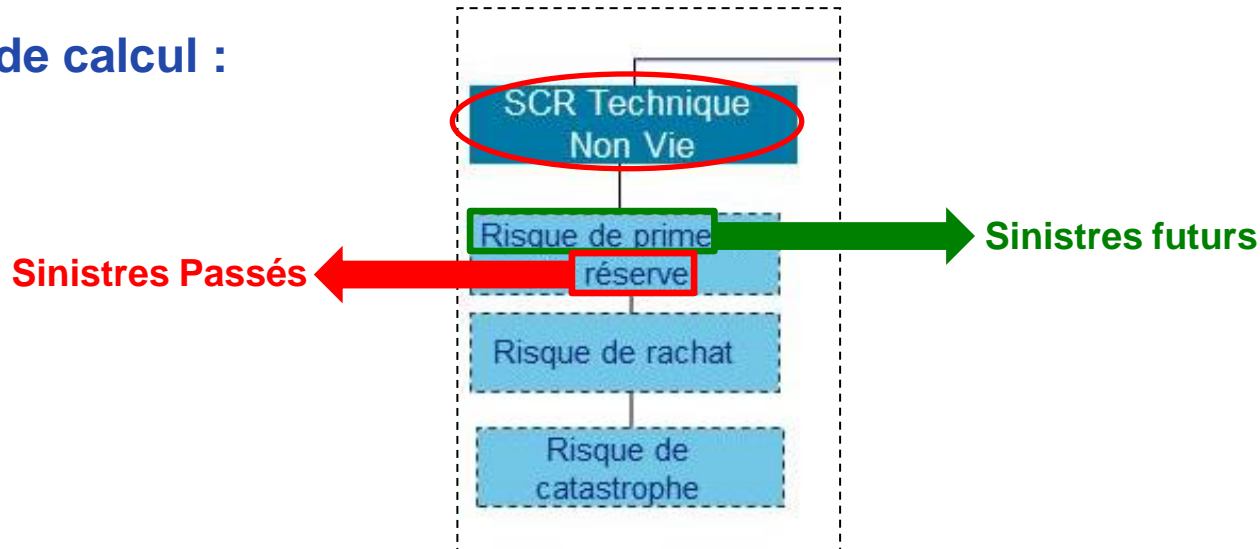 de calcul :
SCR Technique
Non Vie
Risque de prime
Sinistres futurs
Sinistres Passés
réserve
Risque de rachat
Risque de
catastrophe